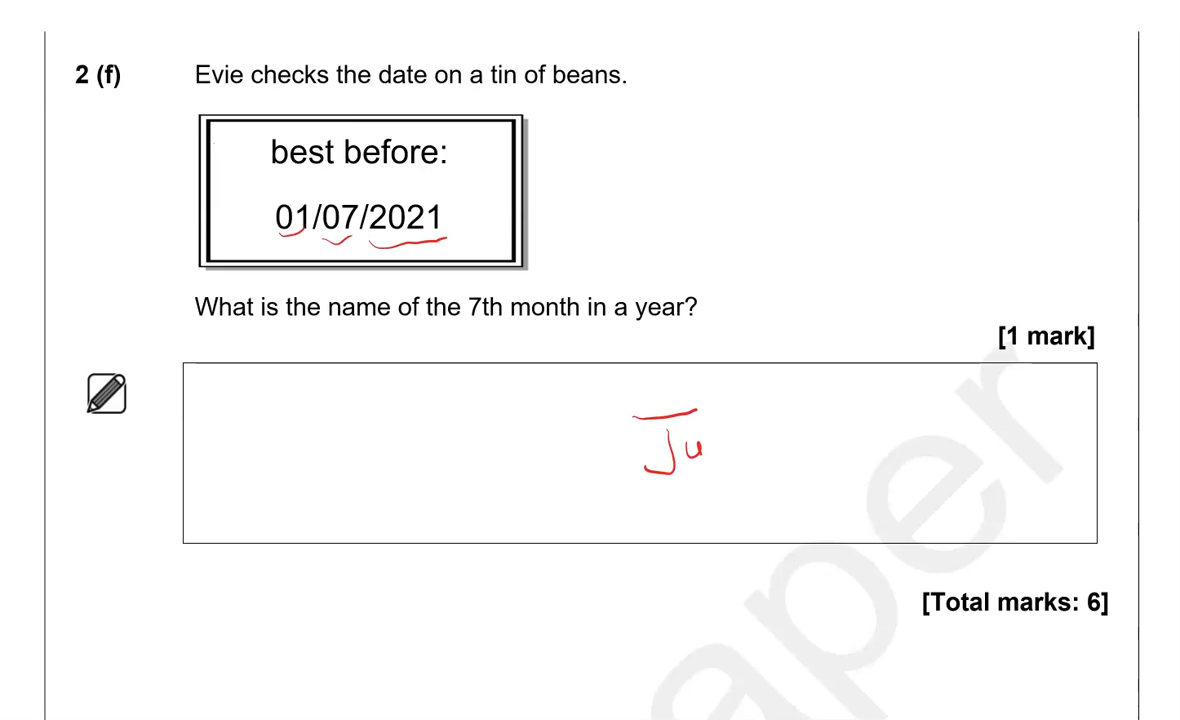 2 (f) Evie checks the date on a tin of beans.
best before:
01/07/2021
What is the name of the 7th month in a year?
[1 mark]
Ju
[Total marks: 6]
aper